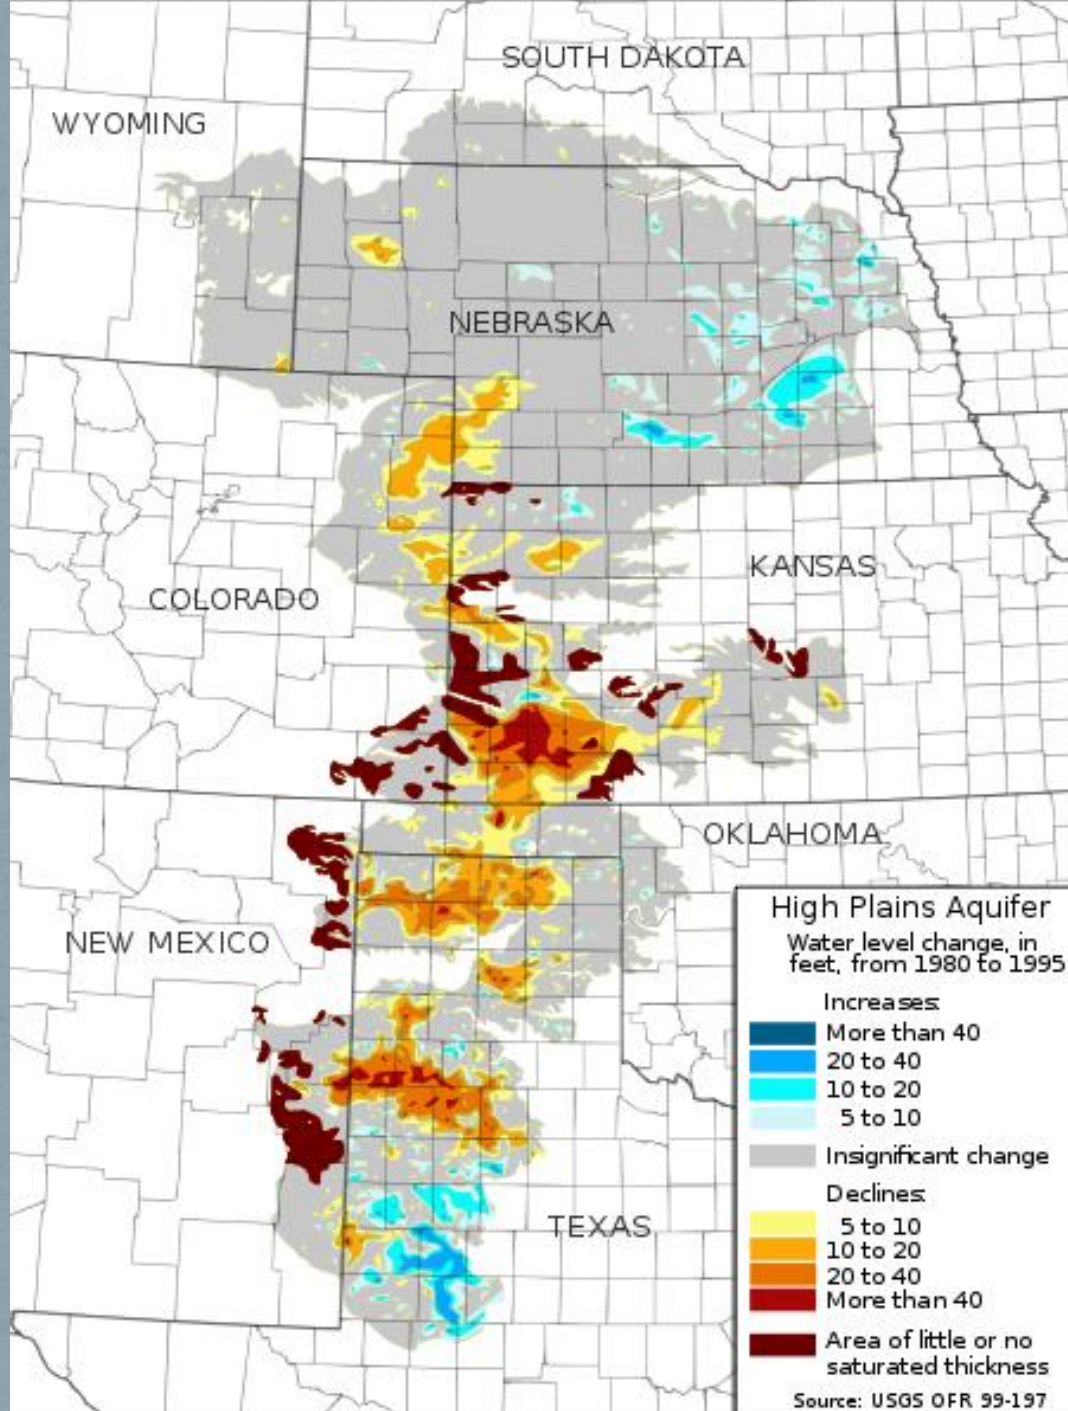 SOUTH DAKOTA
WYOMING
NEBRASKA
KANSAS
COLORADO
OKLAHOMA
NEW MEXICO
TEXAS
High Plains Aquifer
Water level change, in
feet, from 1980 to 1995
Increases:
More than 40
20 to 40
10 to 20
5 to 10
Insignificant change
Declines:
5 to 10
10 to 20
20 to 40
More than 40
Area of little or no
saturated thickness
Source: USGS OFR 99-197